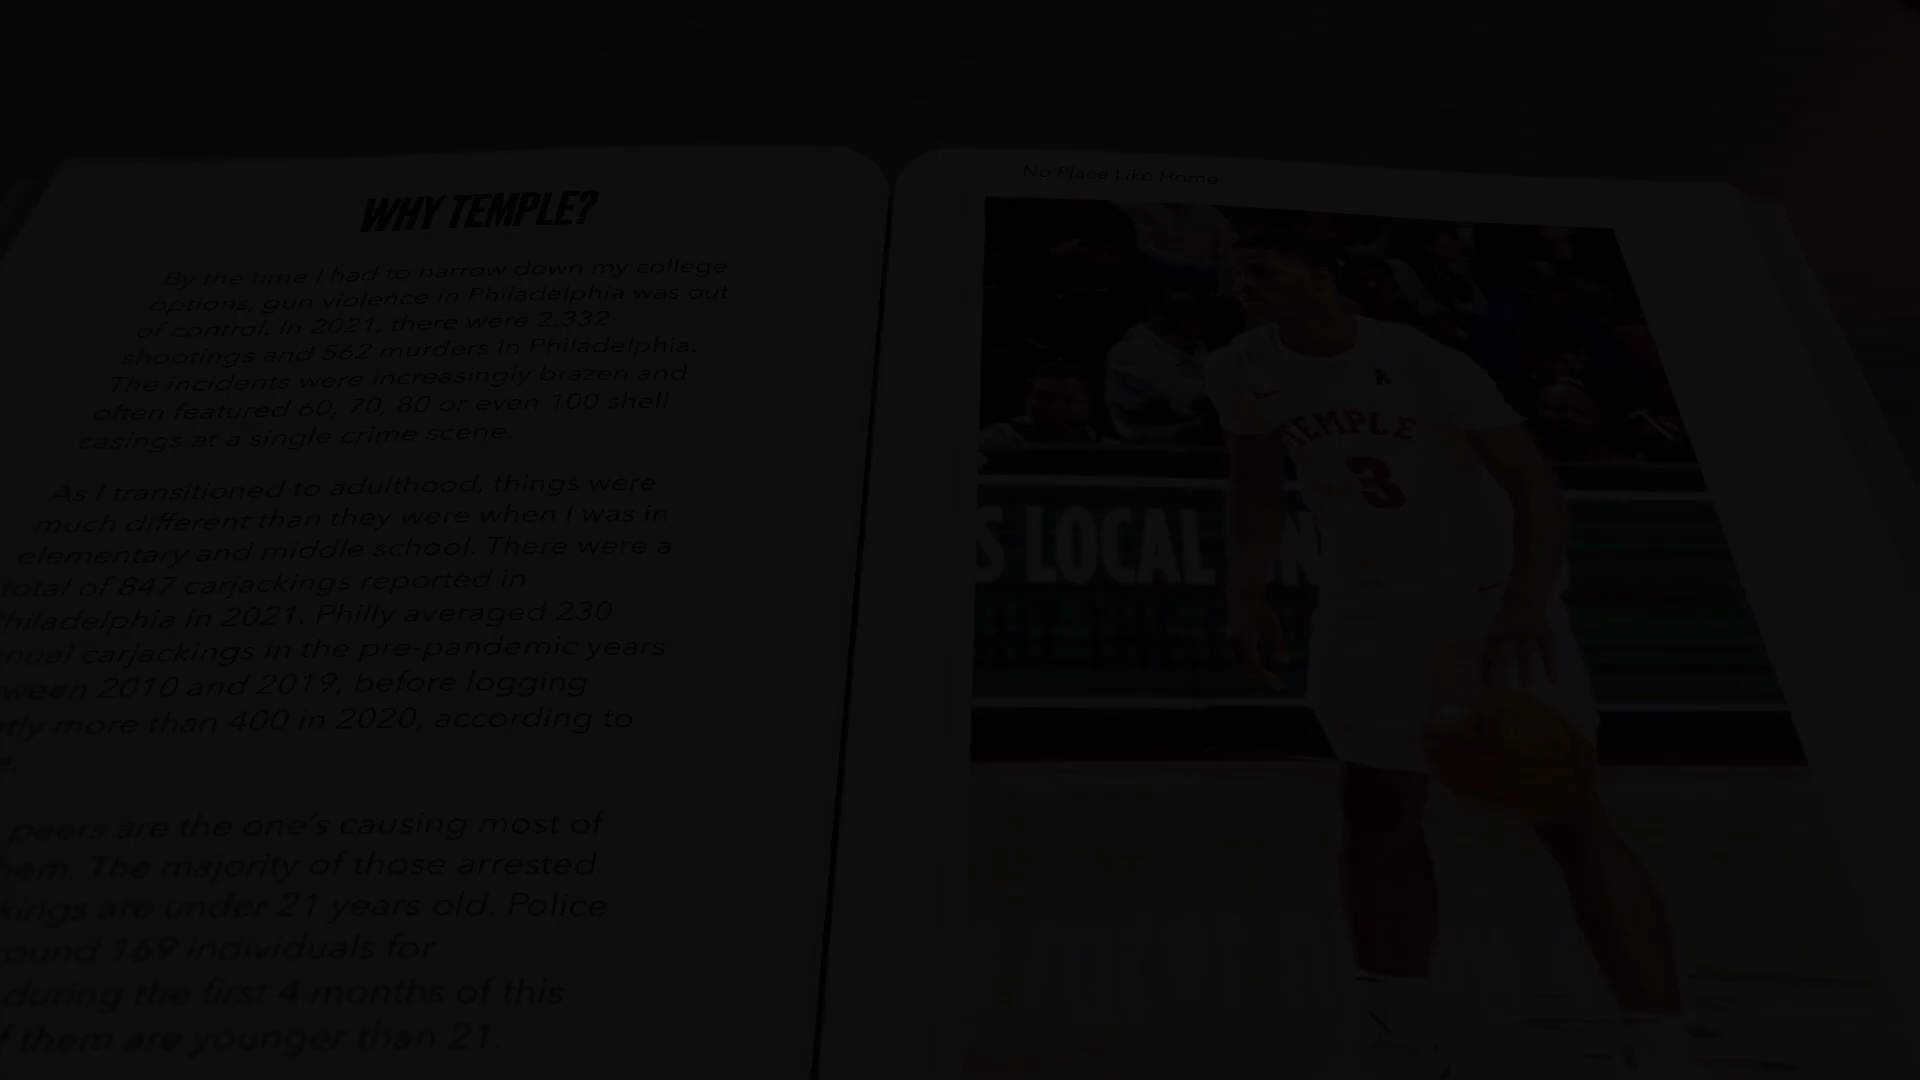 WHY TEMPLE?
By the time I had to narrow down my college
options, gun violence in Philadelphia was out
of control. In 2021, there were 2,332
shootings and 562 murders in Philadelphia.
The incidents were increasingly brazen and
often featured 60, 70, 80 or even 100 shell
casings at a single crime scene.
As I transitioned to adulthood, things were
much different than they were when I was in
elementary and middle school. There were a
total of 847 carjackings reported in
hiladelphia in 2021. Philly averaged 230
nual carjackings in the pre-pandemic years
ween 2010 and 2019, before logging
tly more than 400 in 2020, according to
e.
peers are the one's causing most of
hem. The majority of those arrested
kings are under 21 years old. Police
ound 169 individuals for
during the first 4 months of this
f them are younger than 21.
No Place Like Home
TEMPLE
3
S LOCAL